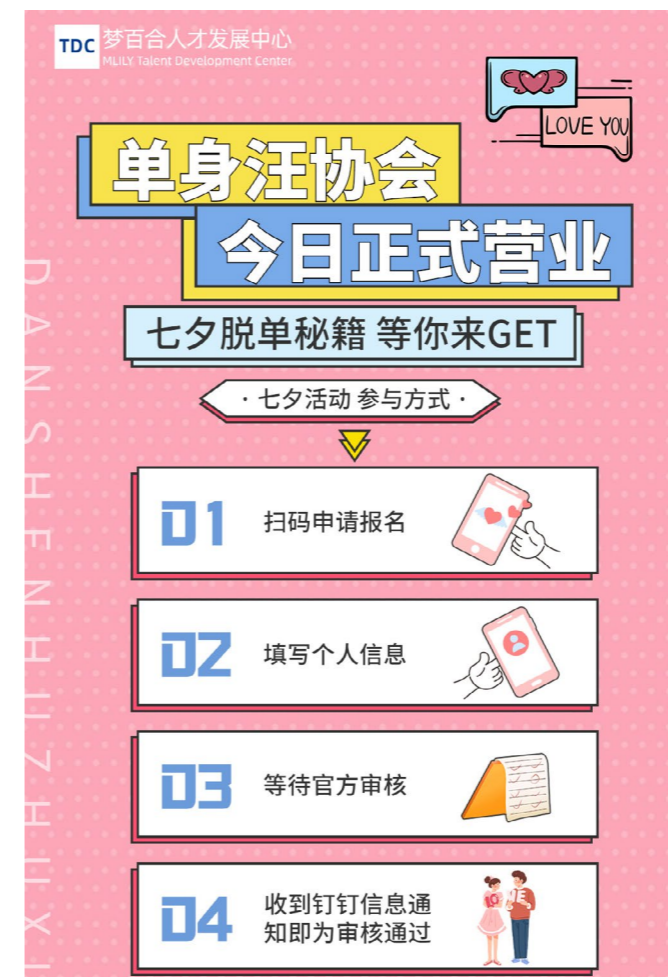 TDC 梦百合人才发展中心
MLILY Talent Development Center
LOVE YOU
单身汪协会
今日正式营业
七夕脱单秘籍 等你来GET
· 七夕活动 参与方式 ·
01 扫码申请报名
02 填写个人信息
03 等待官方审核
04 收到钉钉信息通
知即为审核通过
DANSHENHUZHUXI